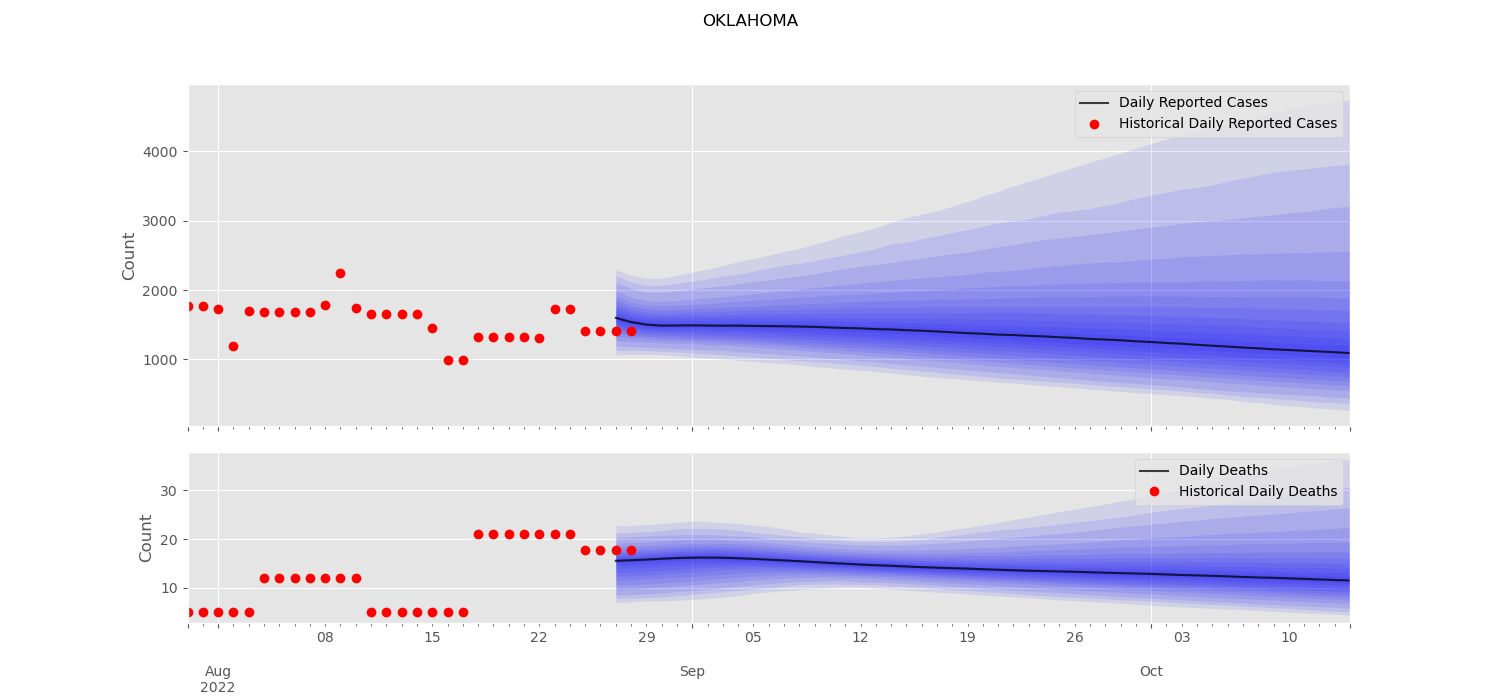 OKLAHOMA
Daily Reported Cases
Historical Daily Reported Cases
4000
3000
2000
1000
Count
Daily Deaths
Historical Daily Deaths
30
20
10
Count
08 15 22 29 05 12 19 26 03 10
Aug Sep Oct
2022